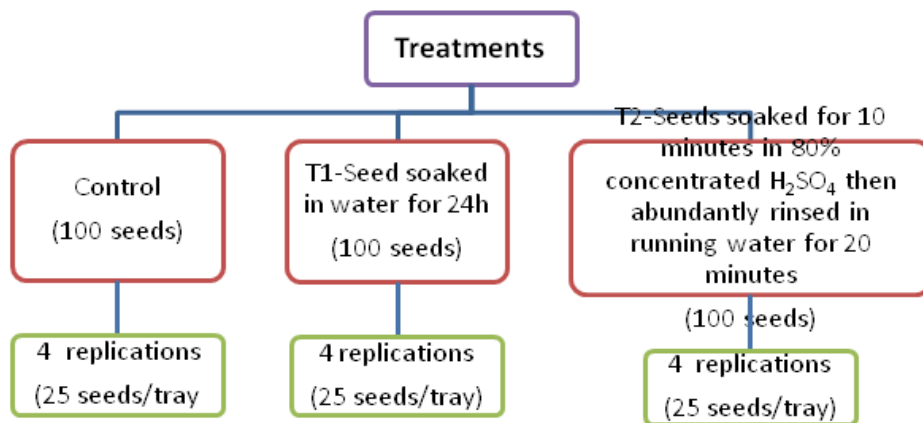 Treatments
Control
(100 seeds)
T1-Seed soaked
in water for 24h
(100 seeds)
T2-Seeds soaked for 10
minutes in 80%
concentrated H₂SO₄ then
abundantly rinsed in
running water for 20
minutes
(100 seeds)
4 replications
(25 seeds/tray
4 replications
(25 seeds/tray)
4 replications
(25 seeds/tray)